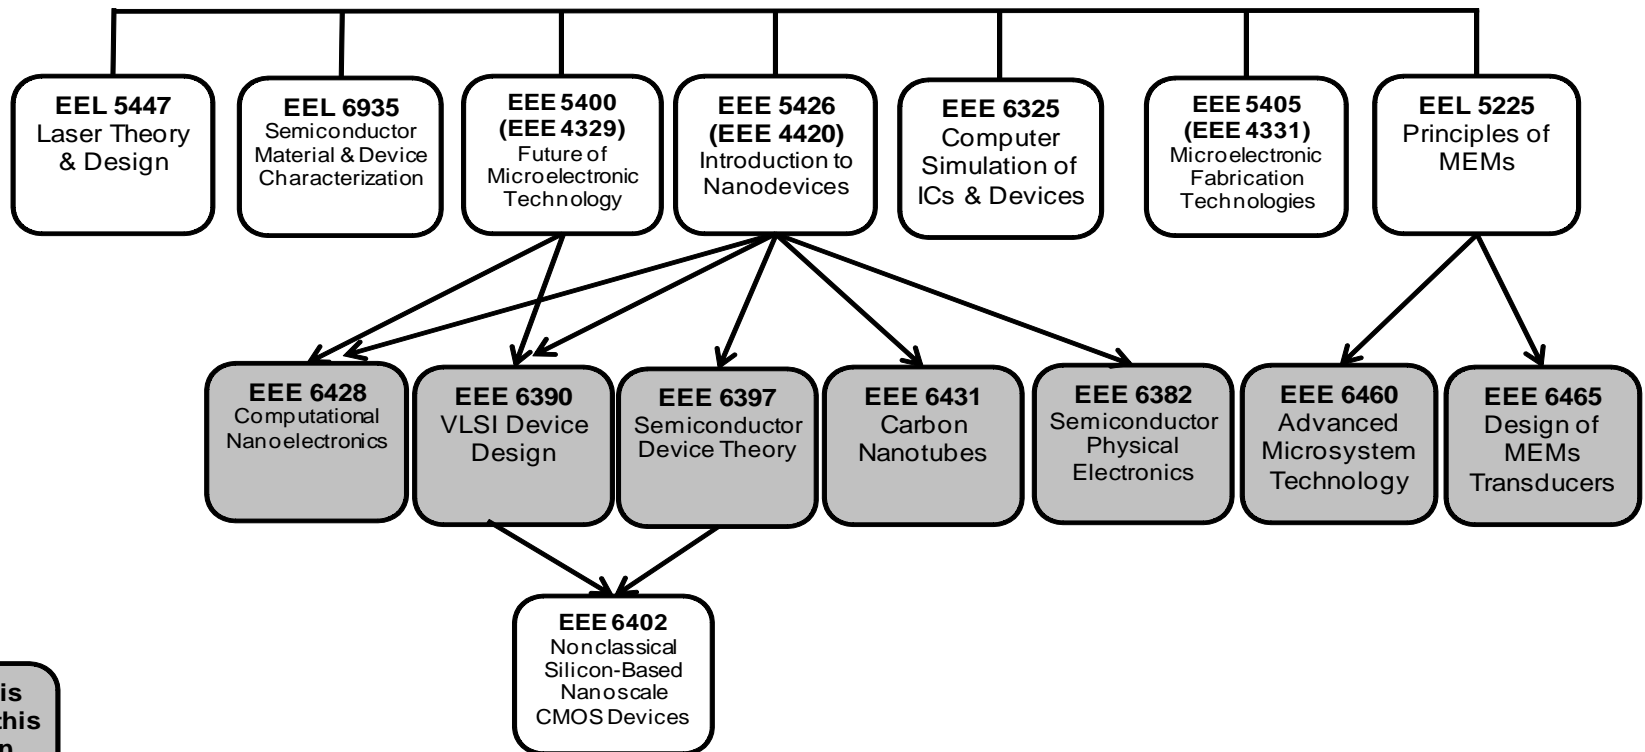 EEL 5447
Laser Theory
& Design
EEL 6935
Semiconductor
Material & Device
Characterization
EEE 5400
(EEE 4329)
Future of
Microelectronic
Technology
EEE 5426
(EEE 4420)
Introduction to
Nanodevices
EEE 6325
Computer
Simulation of
ICs & Devices
EEE 5405
(EEE 4331)
Microelectronic
Fabrication
Technologies
EEL 5225
Principles of
MEMs
EEE 6428
Computational
Nanoelectronics
EEE 6390
VLSI Device
Design
EEE 6397
Semiconductor
Device Theory
EEE 6431
Carbon
Nanotubes
EEE 6382
Semiconductor
Physical
Electronics
EEE 6460
Advanced
Microsystem
Technology
EEE 6465
Design of
MEMs
Transducers
EEE 6402
Nonclassical
Silicon-Based
Nanoscale
CMOS Devices
is
this